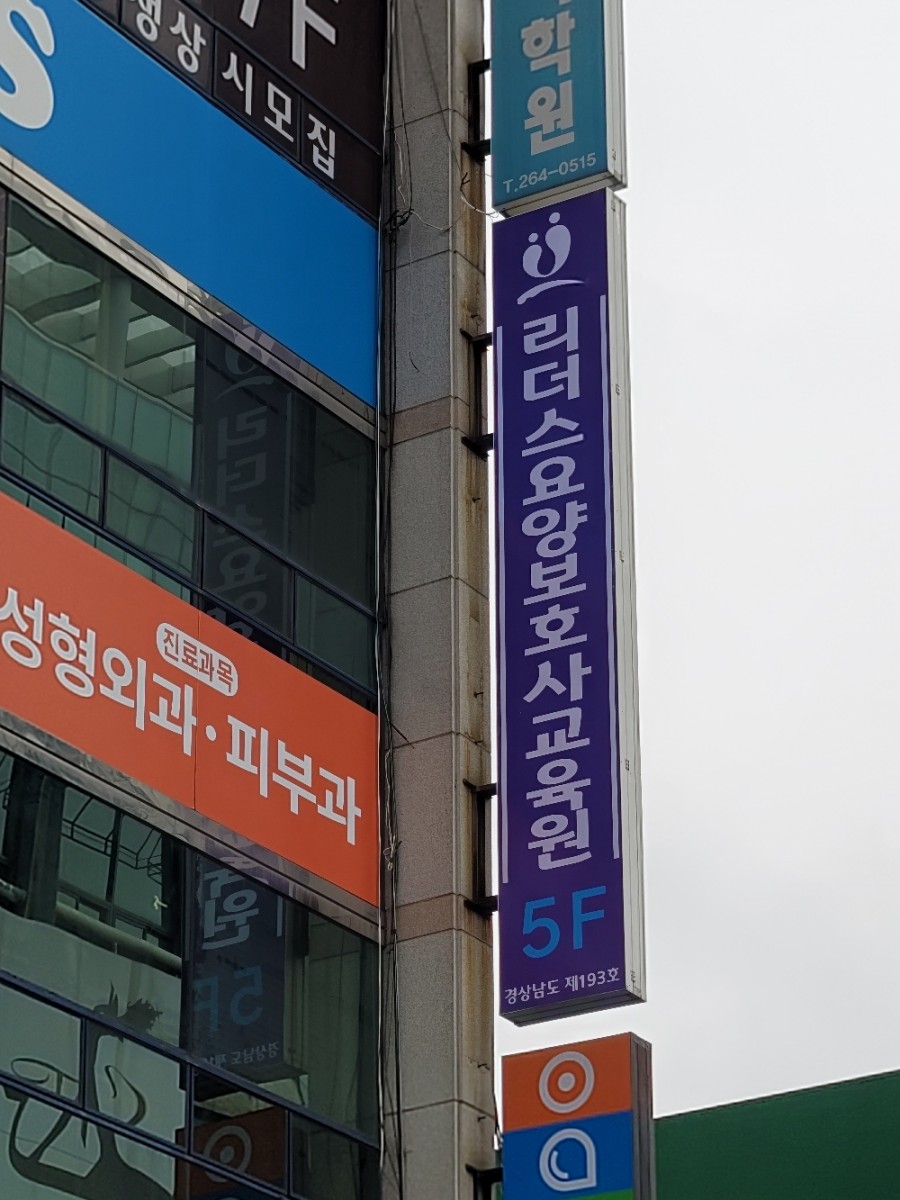 생상시모집
학원
T.264-0515
리더스요양보호사교육원
5F
경상남도 제193호
진료과목
성형외과·피부과